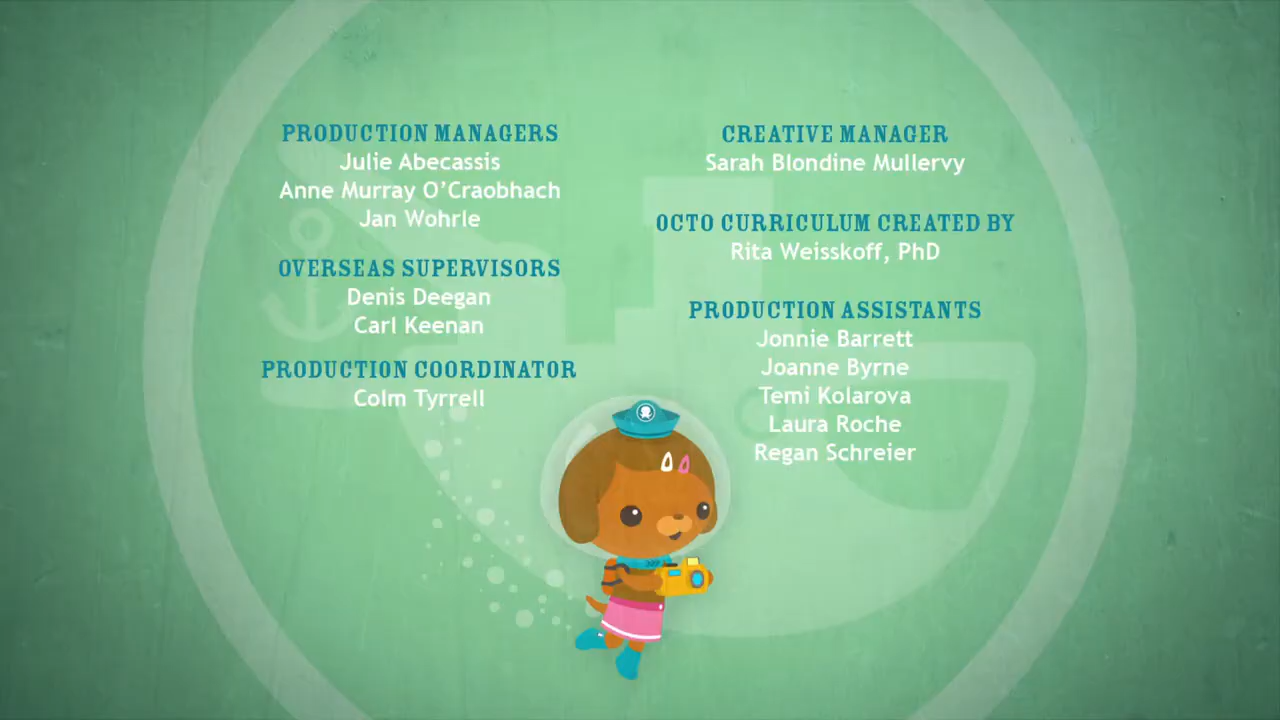 PRODUCTION MANAGERS
Julie Abecassis
Anne Murray O'Craobhach
Jan Wohrle
OVERSEAS SUPERVISORS
Denis Deegan
Carl Keenan
PRODUCTION COORDINATOR
Colm Tyrrell
CREATIVE MANAGER
Sarah Blondine Mullervy
OCTO CURRICULUM CREATED BY
Rita Weisskoff, PhD
PRODUCTION ASSISTANTS
Jonnie Barrett
Joanne Byrne
Temi Kolarova
Laura Roche
Regan Schreier